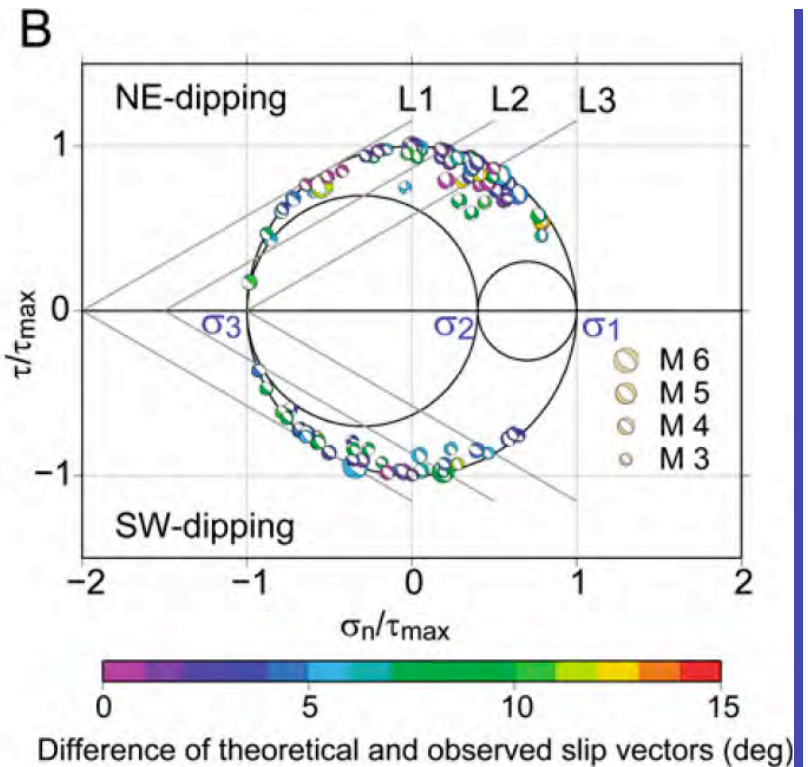 B
NE-dipping L1 L2 L3
1
0
σ3 σ2 σ1
M 6
M 5
M 4
M 3
−1
SW-dipping
τ/τmax
−2 −1 0 1 2
σn/τmax
0 5 10 15
Difference of theoretical and observed slip vectors (deg)